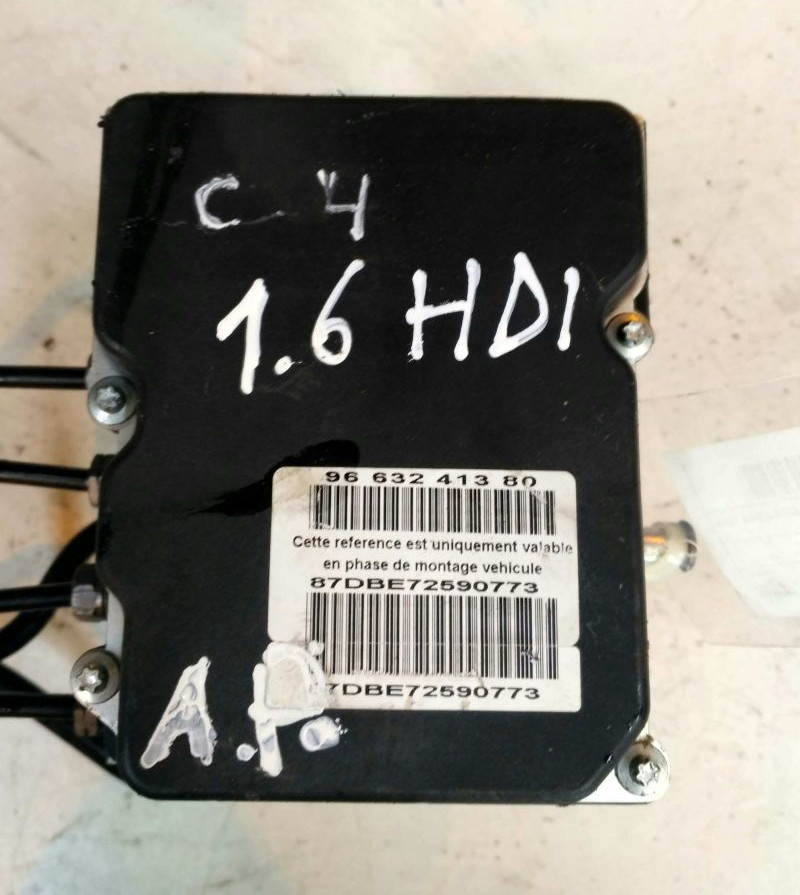 C 4
1.6 HDI
96 632 413 80
Cette reference est uniquement valable
en phase de montage vehicule
87DBE72590773
87DBE72590773
A.P.